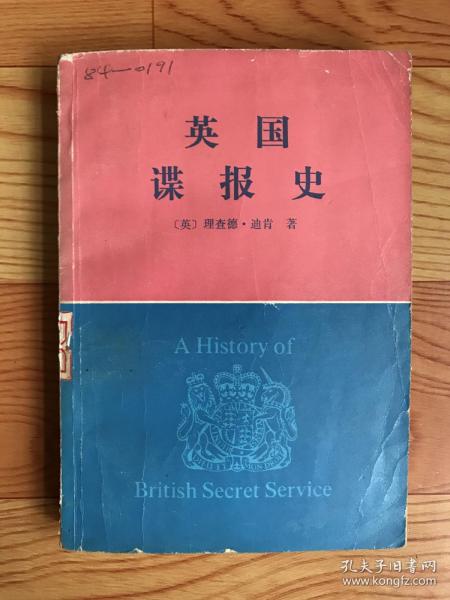 84-0191
英国
谍报史
〔英〕理查德·迪肯 著
A History of
British Secret Service
孔夫子旧书网
www.kongfz.com